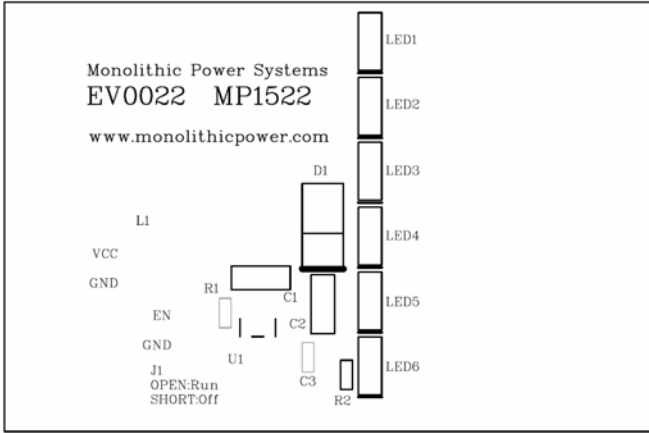 LED1
Monolithic Power Systems
EV0022 MP1522
LED2
www.monolithicpower.com
D1
LED3
L1
LED4
VCC
GND
R1
C1
LED5
EN
C2
GND
U1
J1
C3
LED6
OPEN:Run
SHORT:Off
R2